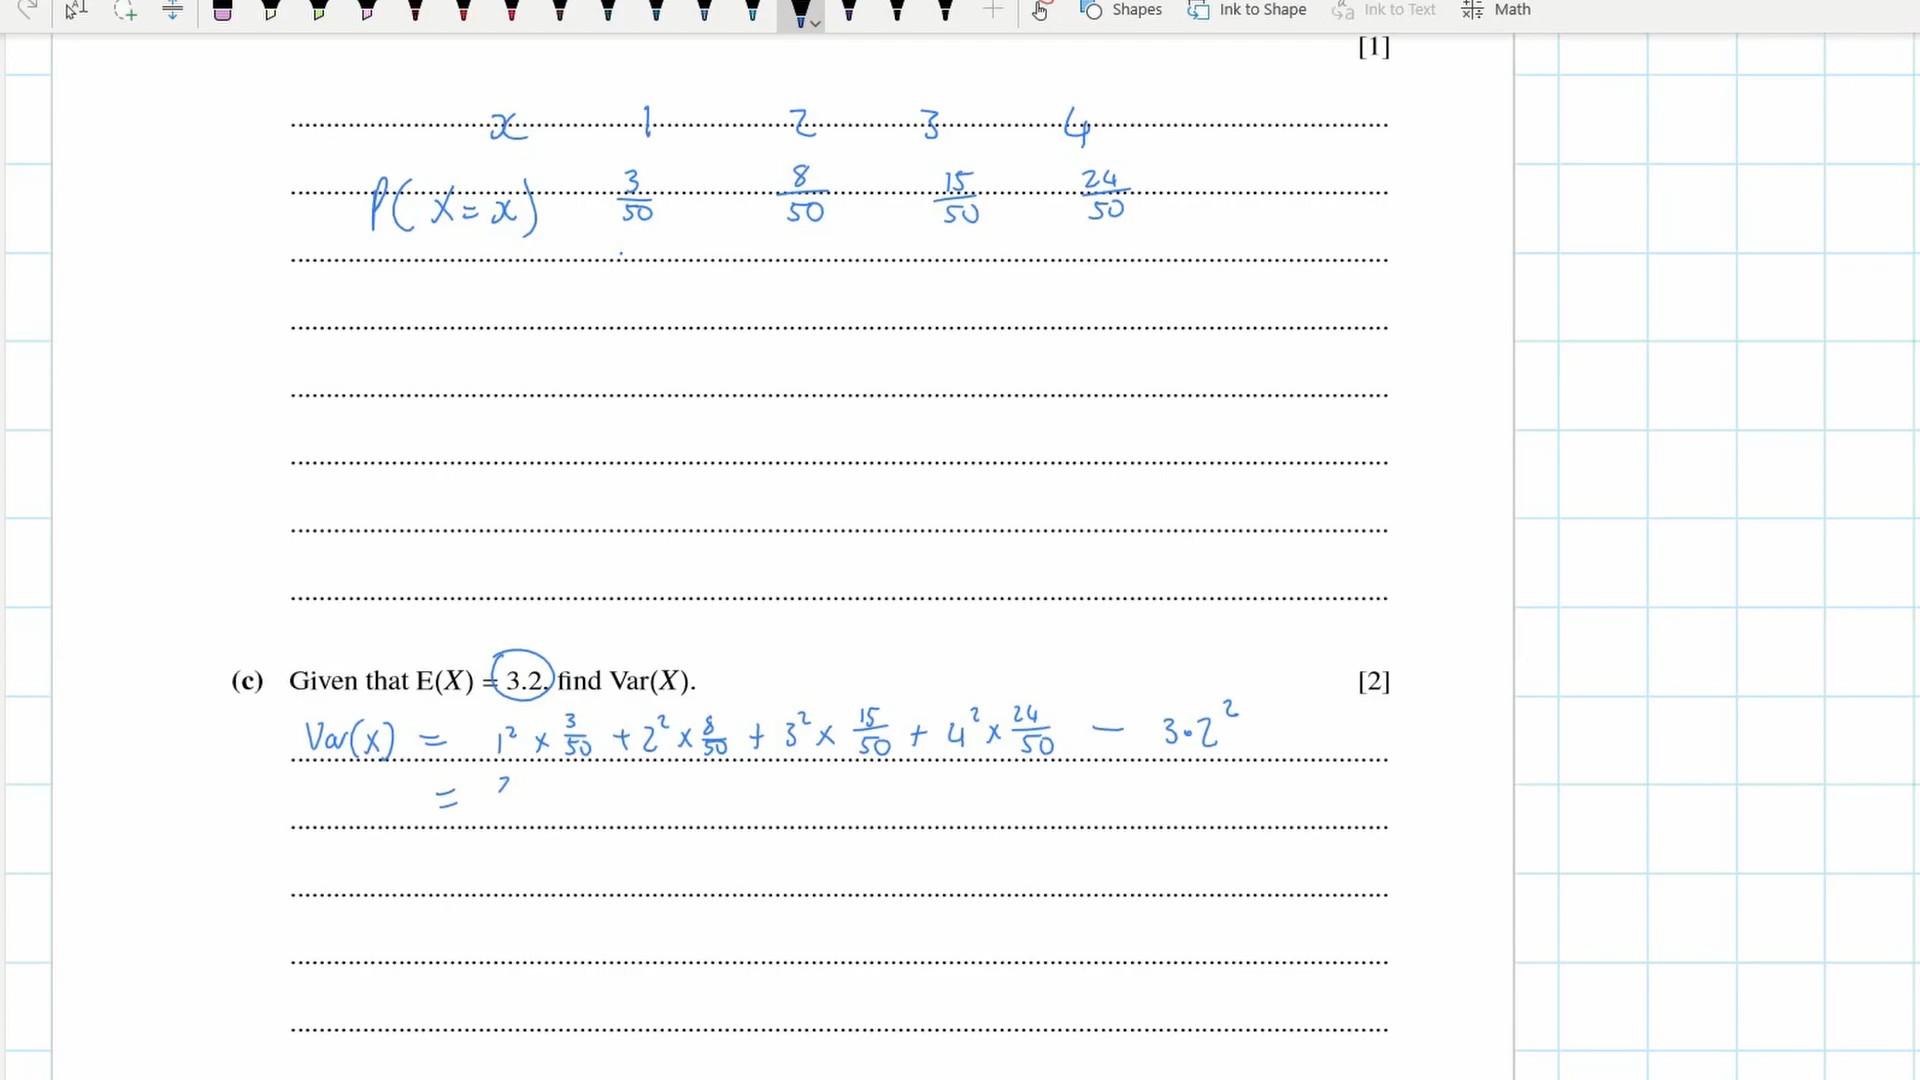 Shapes Ink to Shape Ink to Text Math
[1]
x 1 2 3 4
P(X=x) 3/50 8/50 15/50 24/50
(c) Given that E(X) = 3.2, find Var(X). [2]
Var(X) = 1² × 3/50 + 2² × 8/50 + 3² × 15/50 + 4² × 24/50 − 3·2²
=